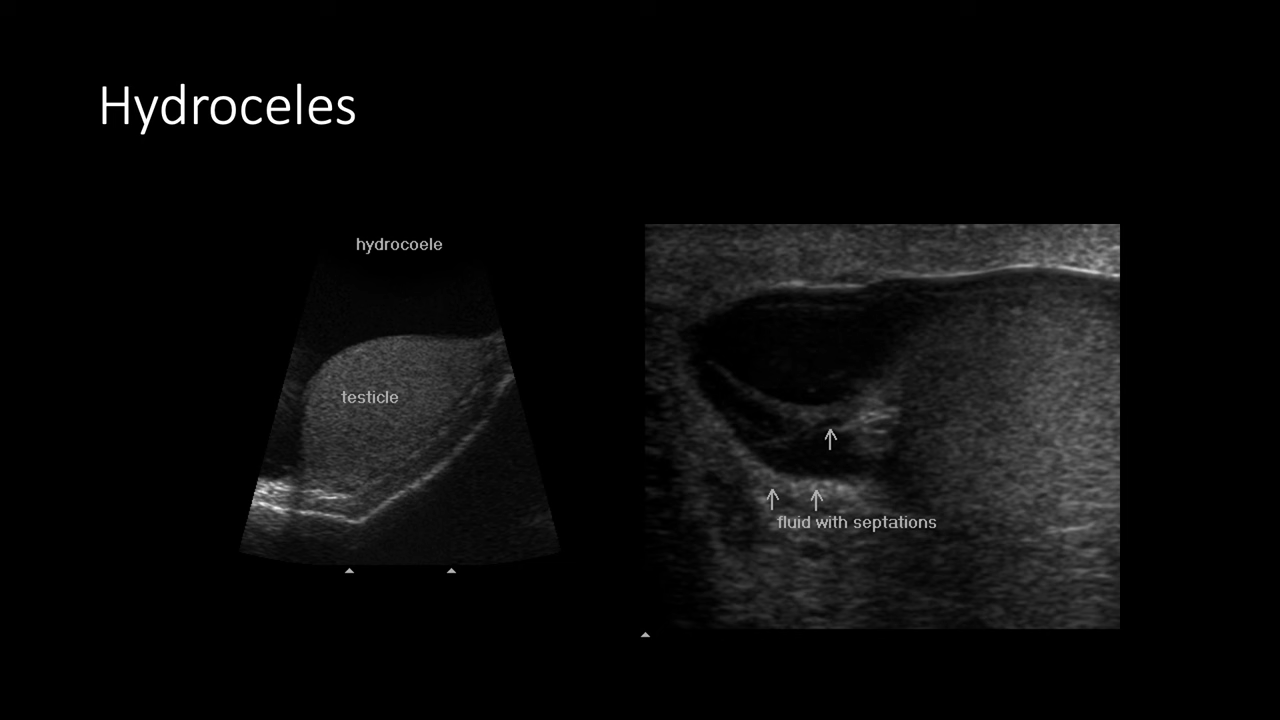 Hydroceles
hydrocoele
testicle
fluid with septations